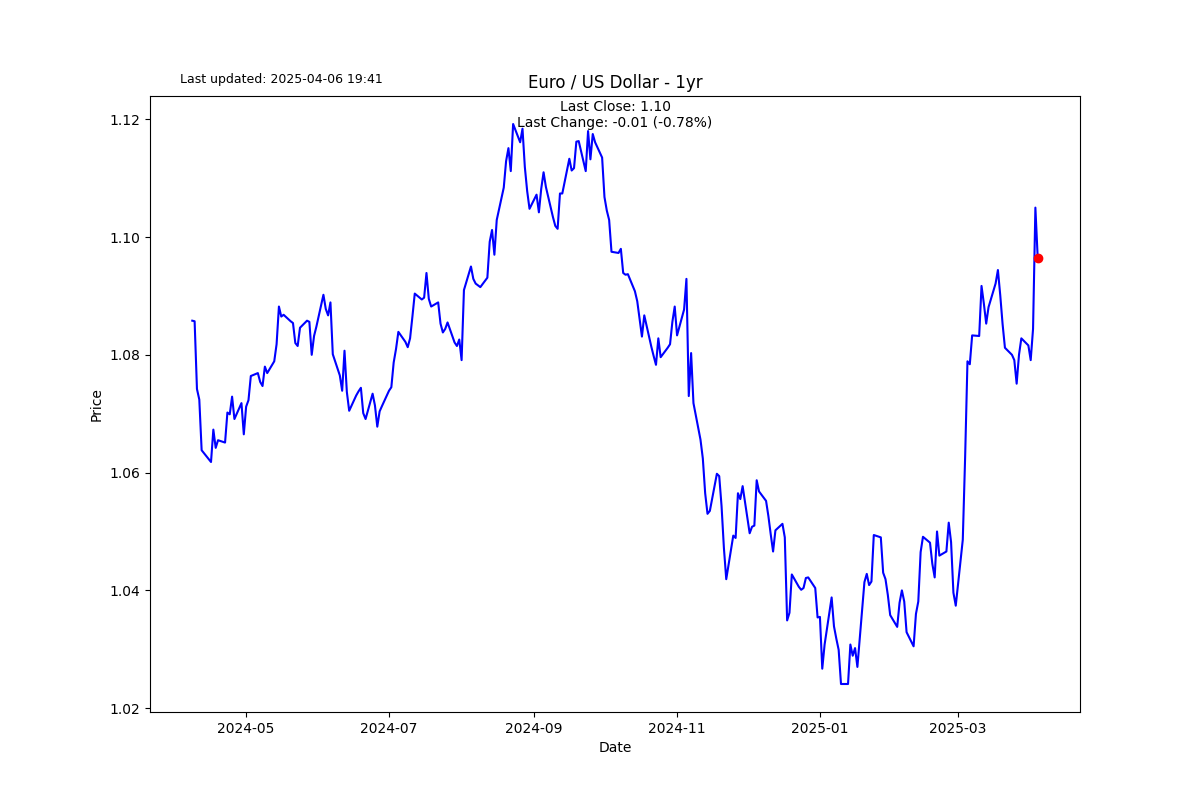 Last updated: 2025-04-06 19:41
Euro / US Dollar - 1yr
Last Close: 1.10
Last Change: -0.01 (-0.78%)
1.12
1.10
1.08
1.06
1.04
1.02
Price
2024-05
2024-07
2024-09
2024-11
2025-01
2025-03
Date